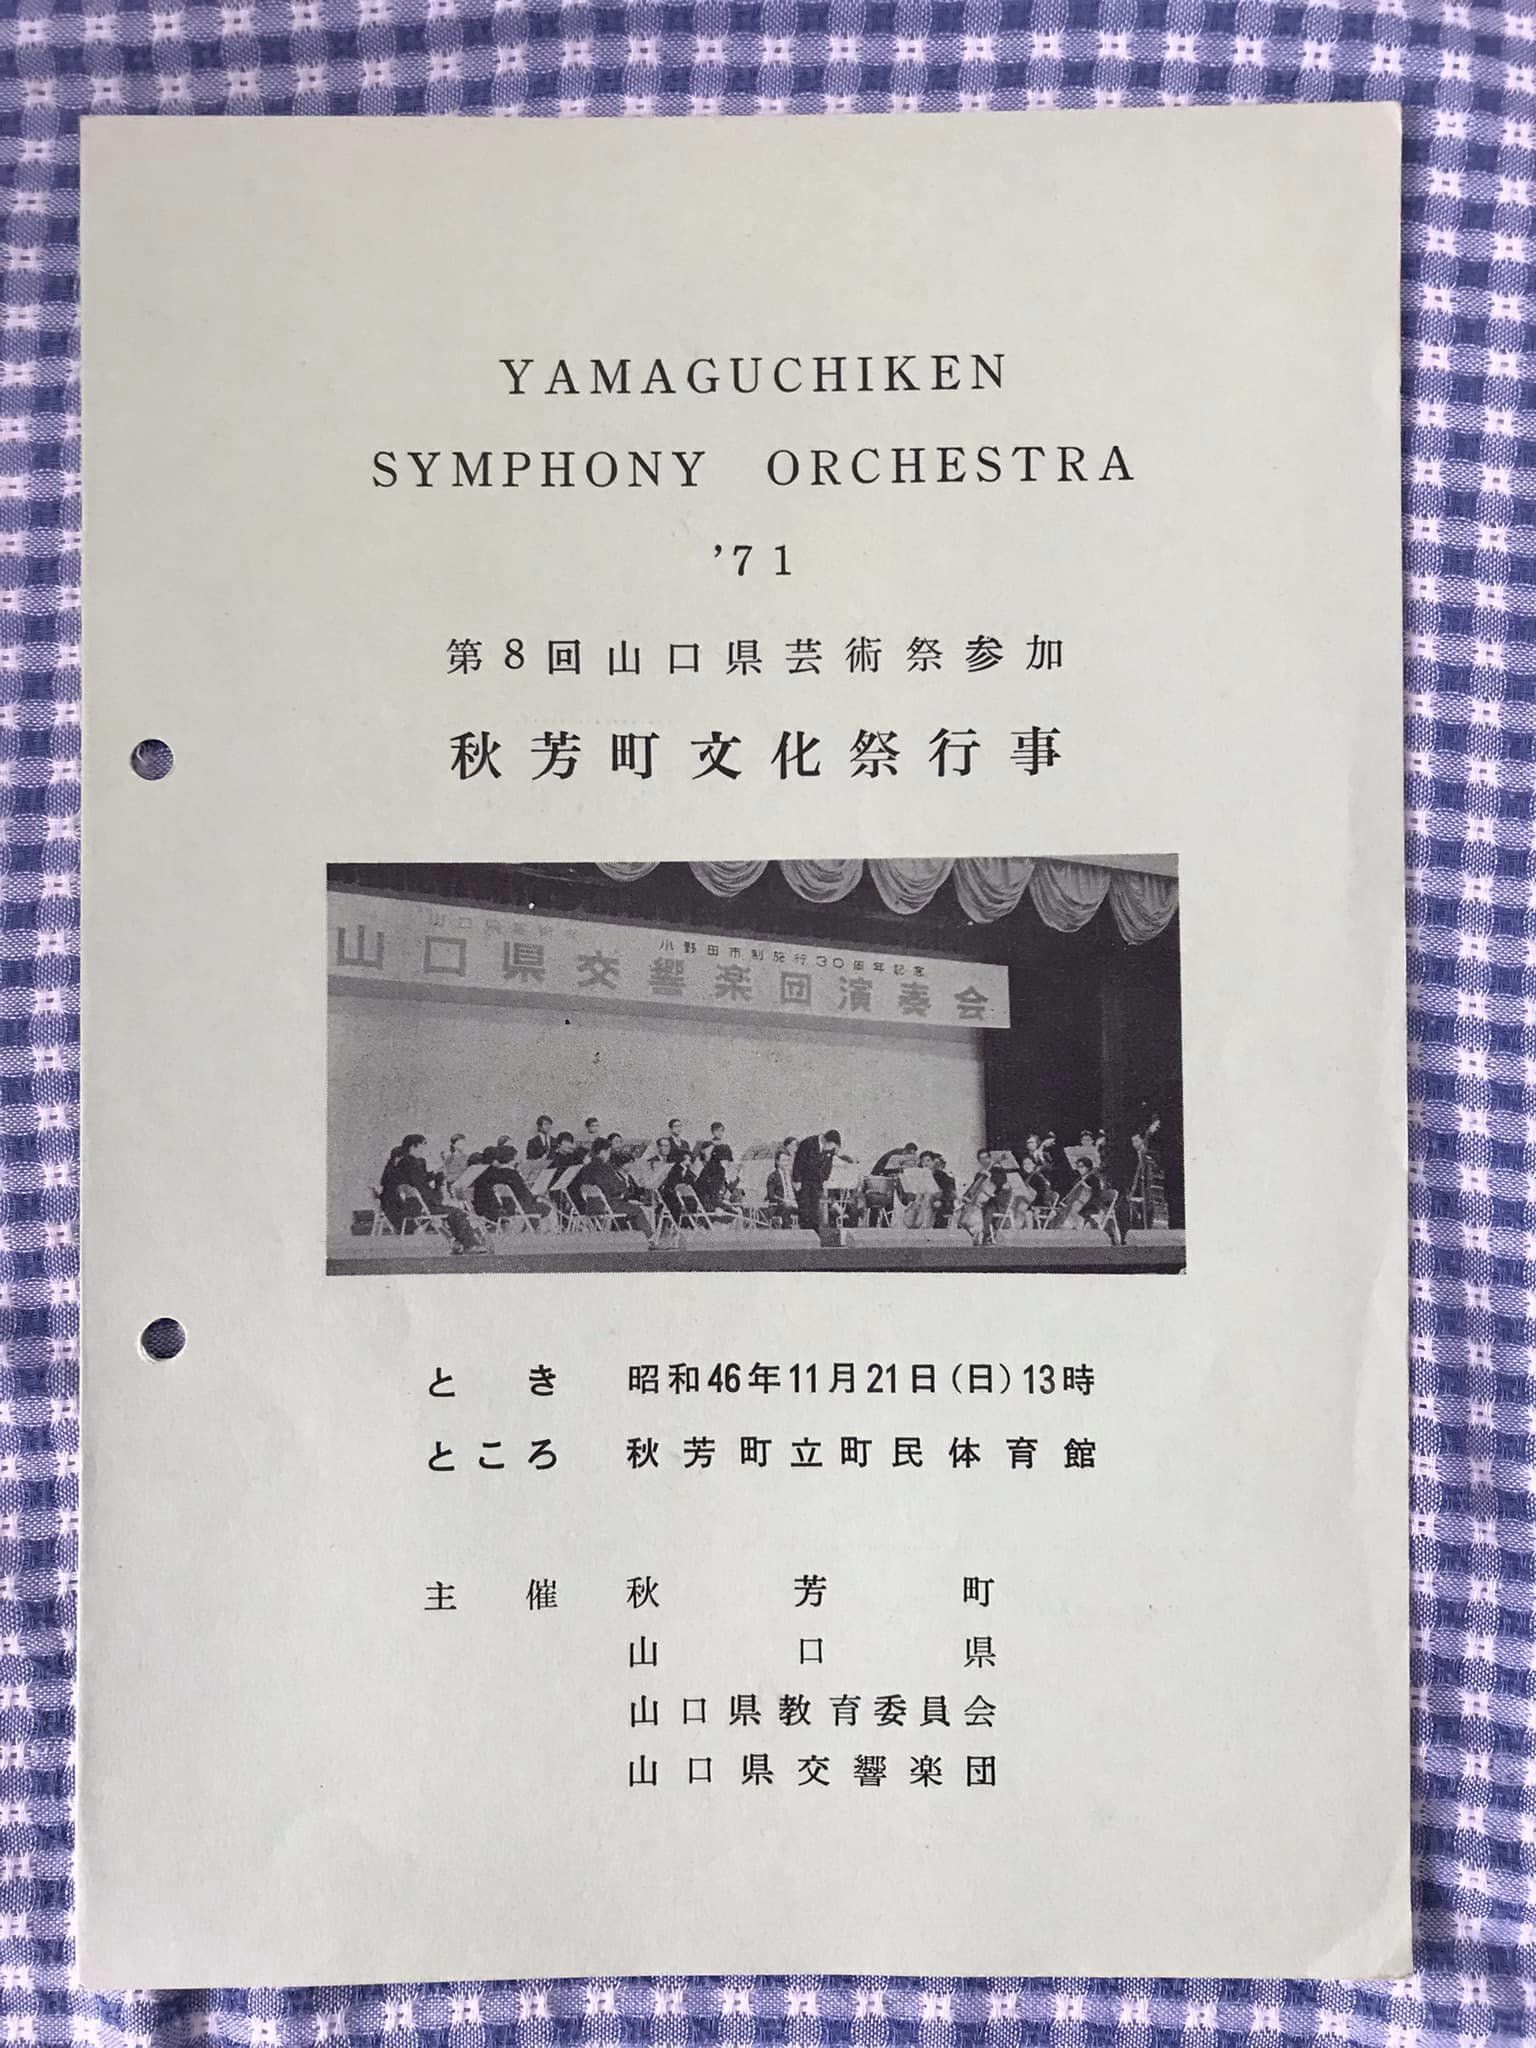 YAMAGUCHIKEN
SYMPHONY ORCHESTRA
'71
第8回山口県芸術祭参加
秋芳町文化祭行事
小野田市制施行30周年記念
山口県交響楽団演奏会
とき 昭和46年11月21日(日)13時
ところ 秋芳町立町民体育館
主催 秋芳町
山口県
山口県教育委員会
山口県交響楽団